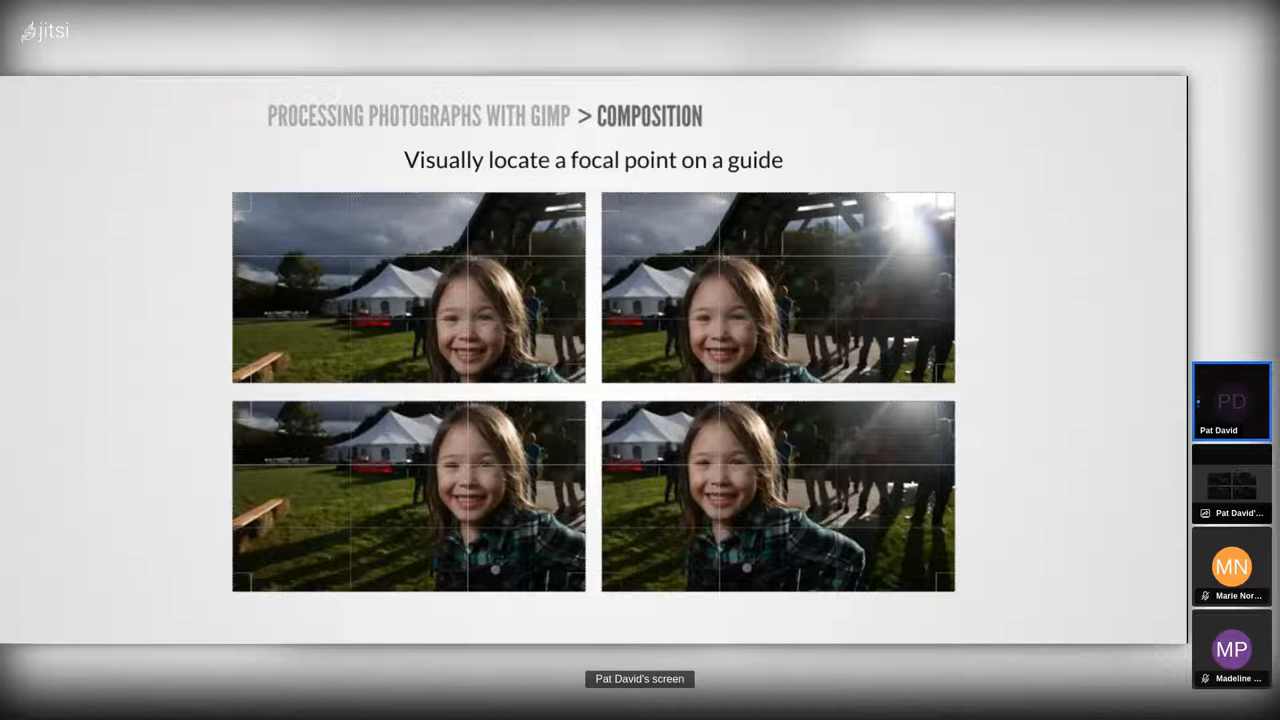 jitsi
PROCESSING PHOTOGRAPHS WITH GIMP > COMPOSITION
Visually locate a focal point on a guide
PD
Pat David
Pat David'...
MN
Marie Nor...
MP
Madeline ...
Pat David's screen